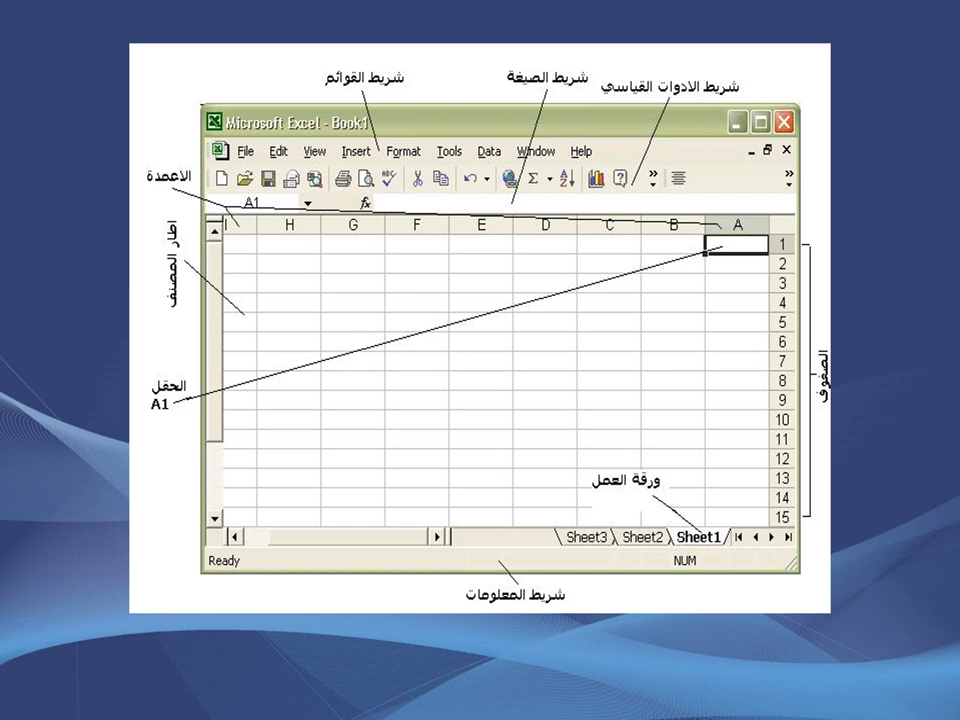 شريط القوائم
شريط الصيغة
شريط الادوات القياسي
Microsoft Excel - Book1
File Edit View Insert Format Tools Data Window Help
الاعمدة
A1
fx
I H G F E D C B A
اطار المصنف
1
2
3
4
5
6
7
8
9
10
11
12
13
14
15
الصفوف
الحقل
A1
ورقة العمل
Sheet3 Sheet2 Sheet1
Ready NUM
شريط المعلومات